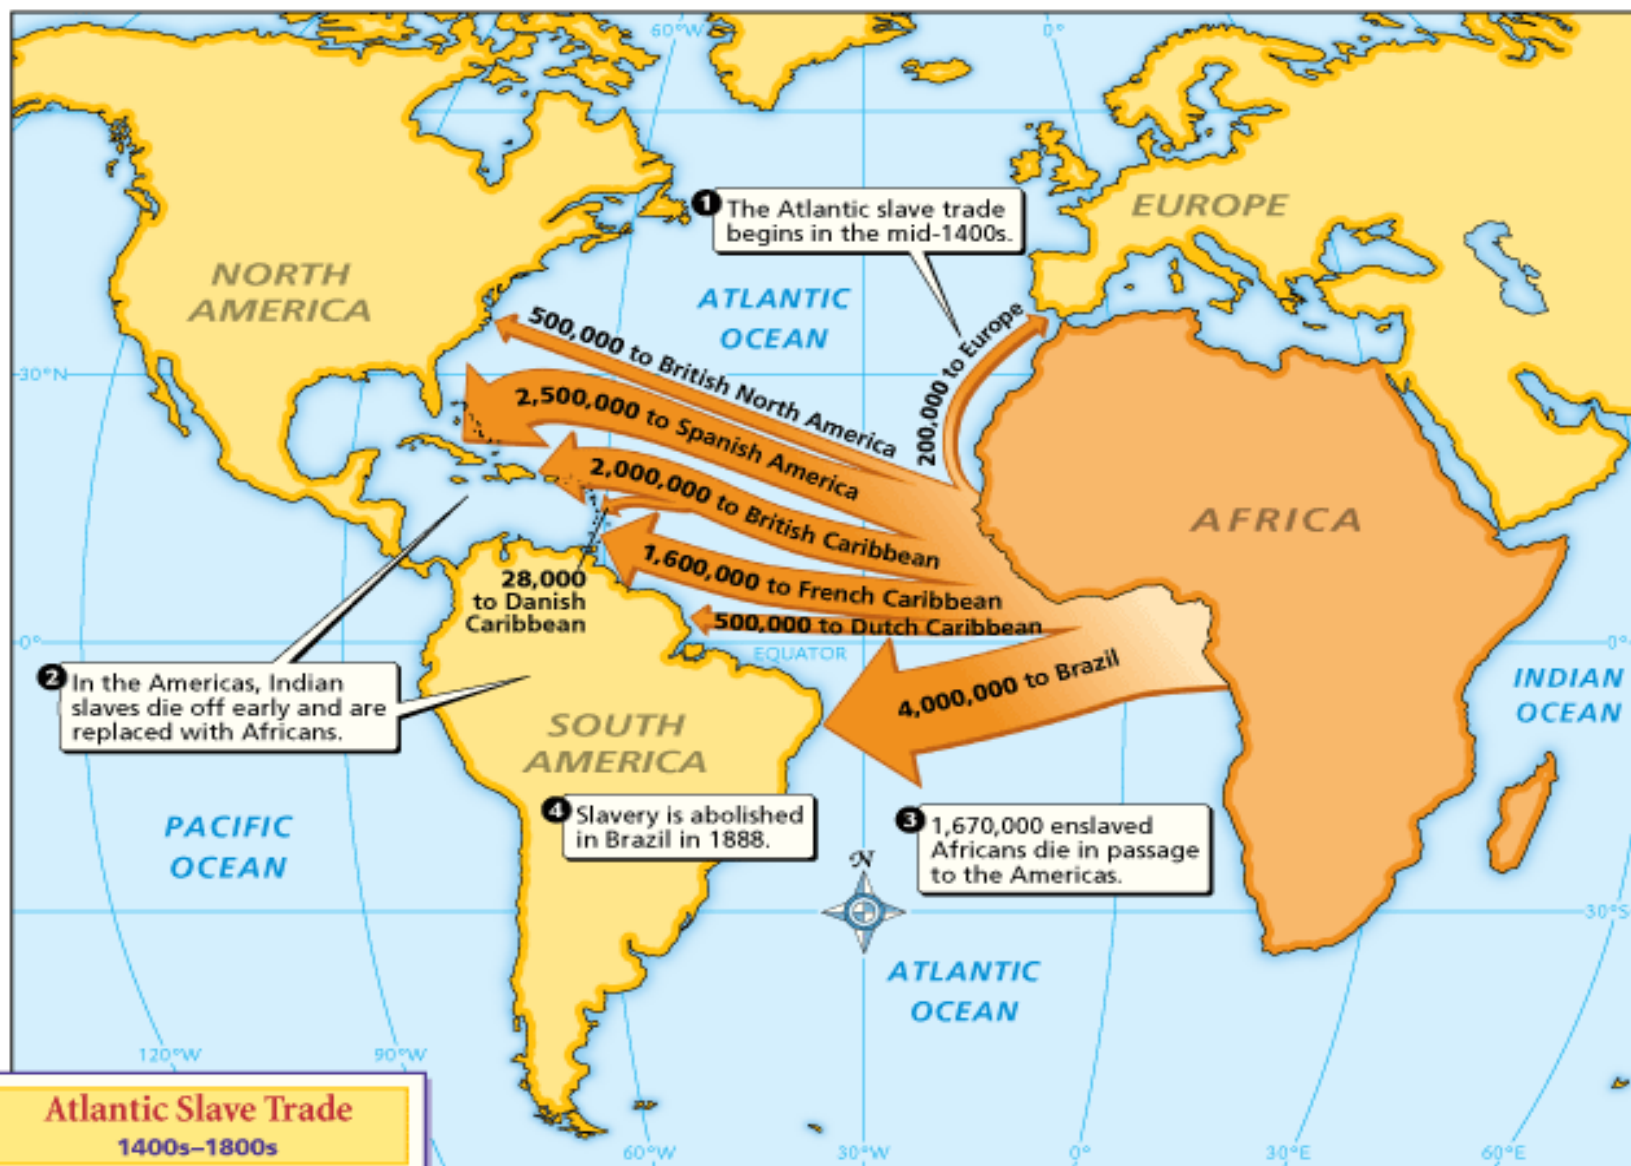 60°W
0°
1 The Atlantic slave trade
begins in the mid-1400s.
EUROPE
NORTH
AMERICA
ATLANTIC
OCEAN
30°N
500,000 to British North America
200,000 to Europe
2,500,000 to Spanish America
2,000,000 to British Caribbean
AFRICA
1,600,000 to French Caribbean
28,000
to Danish
Caribbean
500,000 to Dutch Caribbean
0°
EQUATOR
0°
4,000,000 to Brazil
2 In the Americas, Indian
slaves die off early and are
replaced with Africans.
INDIAN
OCEAN
SOUTH
AMERICA
4 Slavery is abolished
in Brazil in 1888.
3 1,670,000 enslaved
Africans die in passage
to the Americas.
PACIFIC
OCEAN
N
30°S
ATLANTIC
OCEAN
120°W
90°W
60°W
30°W
0°
30°E
60°E
Atlantic Slave Trade
1400s–1800s